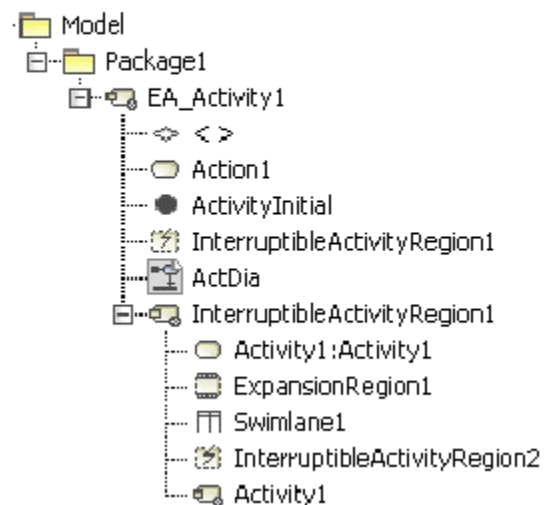 Model
Package1
EA_Activity1
< >
Action1
ActivityInitial
InterruptibleActivityRegion1
ActDia
InterruptibleActivityRegion1
Activity1:Activity1
ExpansionRegion1
Swimlane1
InterruptibleActivityRegion2
Activity1